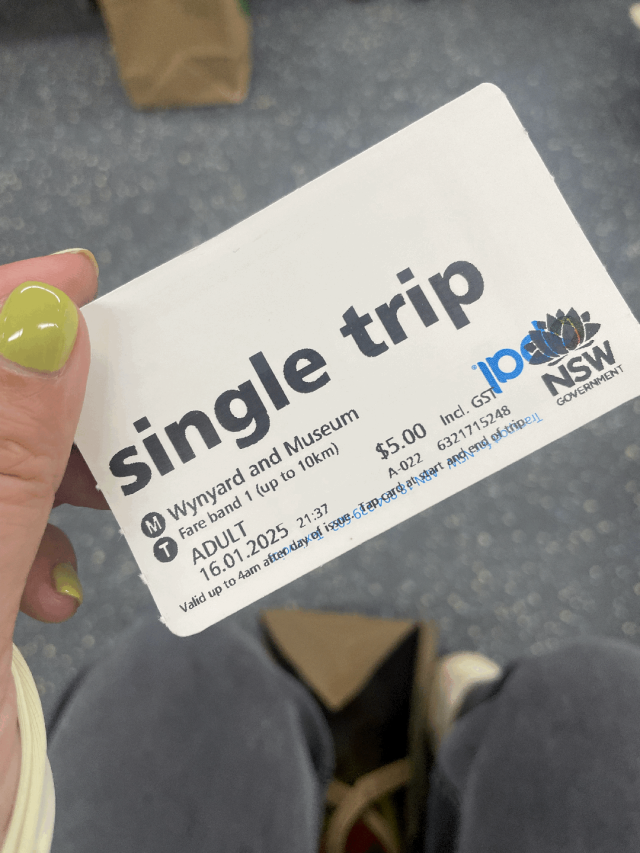 single trip
M Wynyard and Museum
T Fare band 1 (up to 10km)
ADULT
16.01.2025 21:37
$5.00 Incl. GST
A-022 6321715248
Valid up to 4am after day of issue. Tap card at start and end of trip
opal
NSW
GOVERNMENT